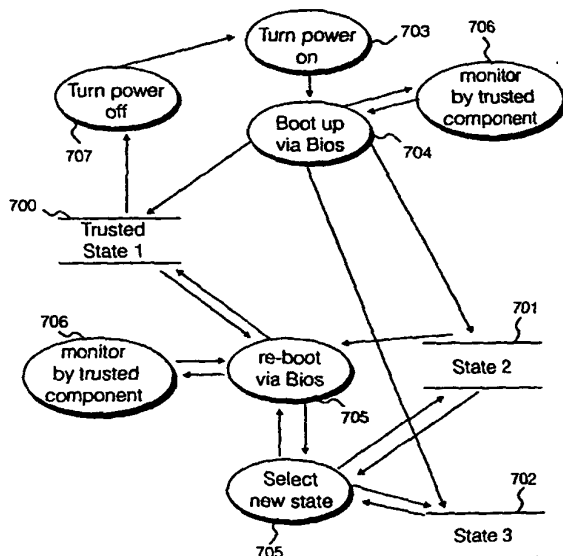 Turn power
on
703
706
monitor
by trusted
component
Turn power
off
707
Boot up
via Bios
704
700
Trusted
State 1
701
State 2
706
monitor
by trusted
component
re-boot
via Bios
705
Select
new state
705
702
State 3